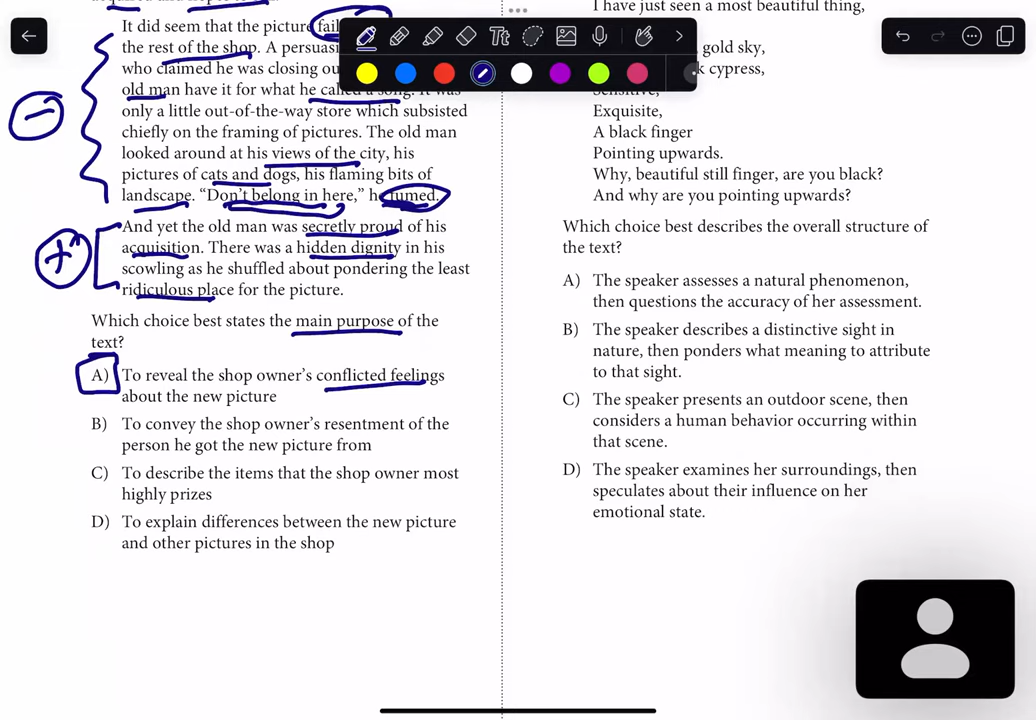 It did seem that the picture
the rest of the shop. A
who claimed he was closing
old man have it for what he called a song. It was
only a little out-of-the-way store which subsisted
chiefly on the framing of pictures. The old man
looked around at his views of the city, his
pictures of cats and dogs, his flaming bits of
landscape. “Don’t belong in here,” he fumed.
And yet the old man was secretly proud of his
acquisition. There was a hidden dignity in his
scowling as he shuffled about pondering the least
ridiculous place for the picture.
Which choice best states the main purpose of the
text?
A) To reveal the shop owner’s conflicted feelings
about the new picture
B) To convey the shop owner’s resentment of the
person he got the new picture from
C) To describe the items that the shop owner most
highly prizes
D) To explain differences between the new picture
and other pictures in the shop
I have just seen a most beautiful thing,
gold sky,
cypress,
Sensitive,
Exquisite,
A black finger
Pointing upwards.
Why, beautiful still finger, are you black?
And why are you pointing upwards?
Which choice best describes the overall structure of
the text?
A) The speaker assesses a natural phenomenon,
then questions the accuracy of her assessment.
B) The speaker describes a distinctive sight in
nature, then ponders what meaning to attribute
to that sight.
C) The speaker presents an outdoor scene, then
considers a human behavior occurring within
that scene.
D) The speaker examines her surroundings, then
speculates about their influence on her
emotional state.
Tt